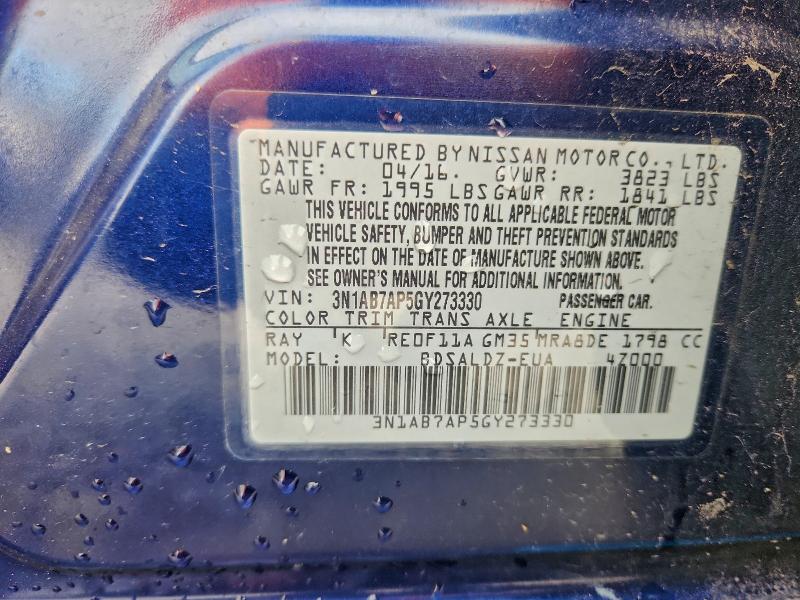 MANUFACTURED BY NISSAN MOTOR CO., LTD.
DATE: 04/16. GVWR: 3823 LBS
GAWR FR: 1995 LBS GAWR RR: 1841 LBS
THIS VEHICLE CONFORMS TO ALL APPLICABLE FEDERAL MOTOR
VEHICLE SAFETY, BUMPER AND THEFT PREVENTION STANDARDS
IN EFFECT ON THE DATE OF MANUFACTURE SHOWN ABOVE.
SEE OWNER'S MANUAL FOR ADDITIONAL INFORMATION.
VIN: 3N1AB7AP5GY273330 PASSENGER CAR.
COLOR TRIM TRANS AXLE ENGINE
RAY K RE0F11A GM35 MRA8DE 1798 CC
MODEL: BDSALDZ-EUA 4Z000
3N1AB7AP5GY273330